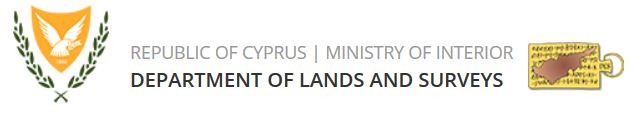 REPUBLIC OF CYPRUS | MINISTRY OF INTERIOR
DEPARTMENT OF LANDS AND SURVEYS